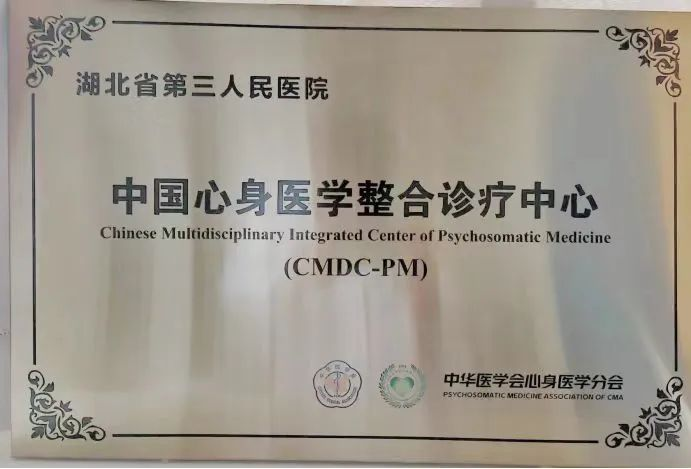 湖北省第三人民医院
中国心身医学整合诊疗中心
Chinese Multidisciplinary Integrated Center of Psychosomatic Medicine
(CMDC-PM)
中华医学会心身医学分会
PSYCHOSOMATIC MEDICINE ASSOCIATION OF CMA